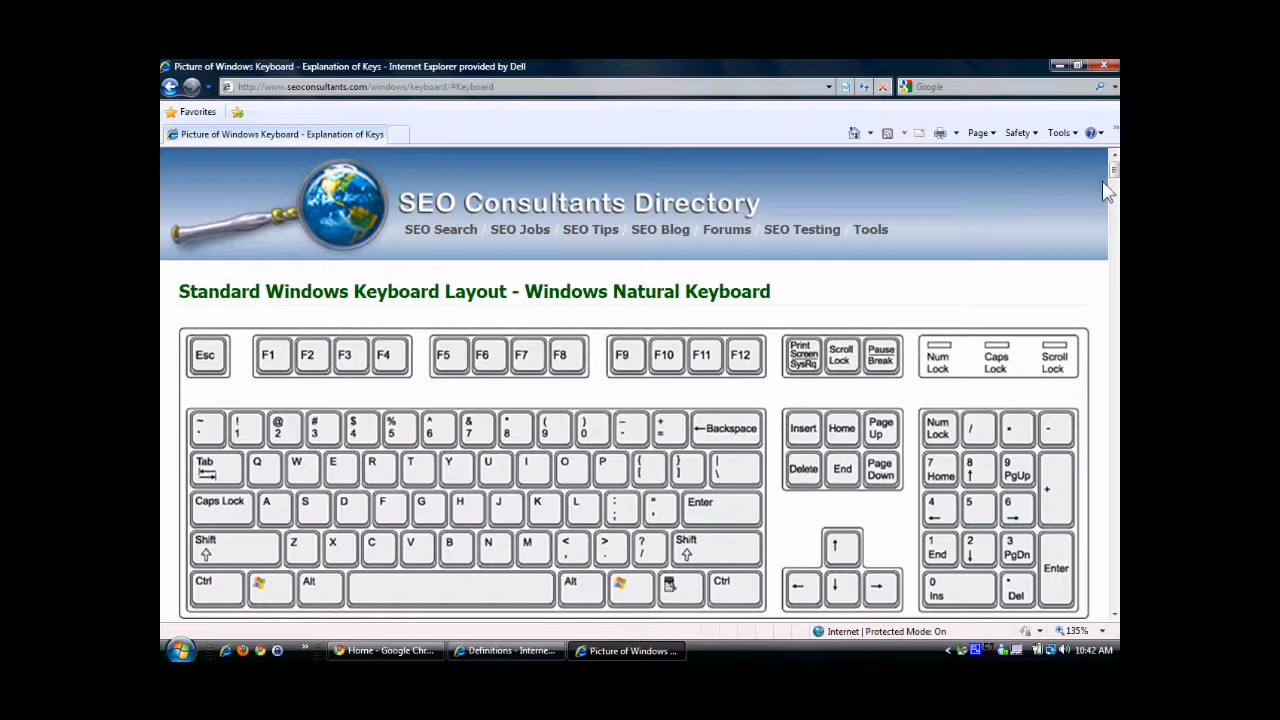 Picture of Windows Keyboard - Explanation of Keys - Internet Explorer provided by Dell
http://www.seoconsultants.com/windows/keyboard/#Keyboard
Google
Favorites
Picture of Windows Keyboard - Explanation of Keys
Page Safety Tools
SEO Consultants Directory
SEO Search / SEO Jobs / SEO Tips / SEO Blog / Forums / SEO Testing / Tools
Standard Windows Keyboard Layout - Windows Natural Keyboard
Esc F1 F2 F3 F4 F5 F6 F7 F8 F9 F10 F11 F12 Print Screen SysRq Scroll Lock Pause Break Num Lock Caps Lock Scroll Lock
~ ` ! 1 @ 2 # 3 $ 4 % 5 ^ 6 & 7 * 8 ( 9 ) 0 _ - + = ←Backspace Insert Home Page Up Num Lock / * -
Tab Q W E R T Y U I O P { [ } ] | \ Delete End Page Down 7 Home 8 ↑ 9 PgUp +
Caps Lock A S D F G H J K L : ; " ' Enter 4 ← 5 6 →
Shift ⇧ Z X C V B N M < , > . ? / Shift ⇧ ↑ 1 End 2 ↓ 3 PgDn Enter
Ctrl Alt Alt Ctrl ← ↓ → 0 Ins • Del
Internet | Protected Mode: On 135%
Home - Google Chr... Definitions - Interne... Picture of Windows ... 10:42 AM